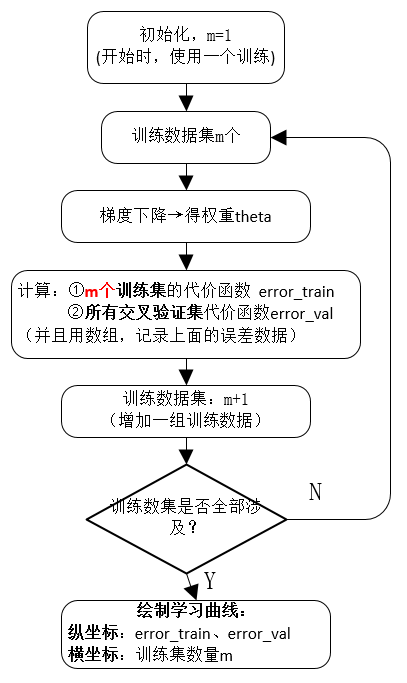 初始化，m=1
(开始时，使用一个训练)
训练数据集m个
梯度下降→得权重theta
计算：①m个训练集的代价函数 error_train
②所有交叉验证集代价函数error_val
（并且用数组，记录上面的误差数据）
训练数据集：m+1
（增加一组训练数据）
训练数集是否全部涉
及？
N
Y
绘制学习曲线：
纵坐标：error_train、error_val
横坐标：训练集数量m